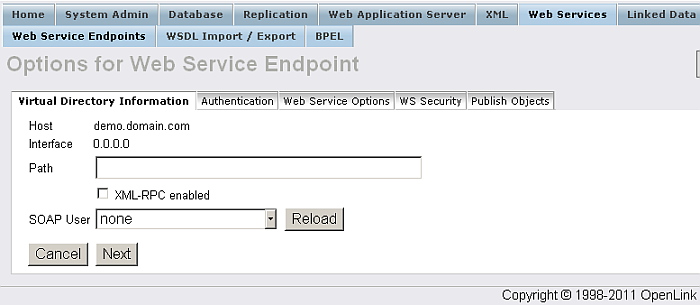 Home System Admin Database Replication Web Application Server XML Web Services Linked Data
Web Service Endpoints WSDL Import / Export BPEL
Options for Web Service Endpoint
Virtual Directory Information Authentication Web Service Options WS Security Publish Objects
Host demo.domain.com
Interface 0.0.0.0
Path
XML-RPC enabled
SOAP User none Reload
Cancel Next
Copyright © 1998-2011 OpenLink